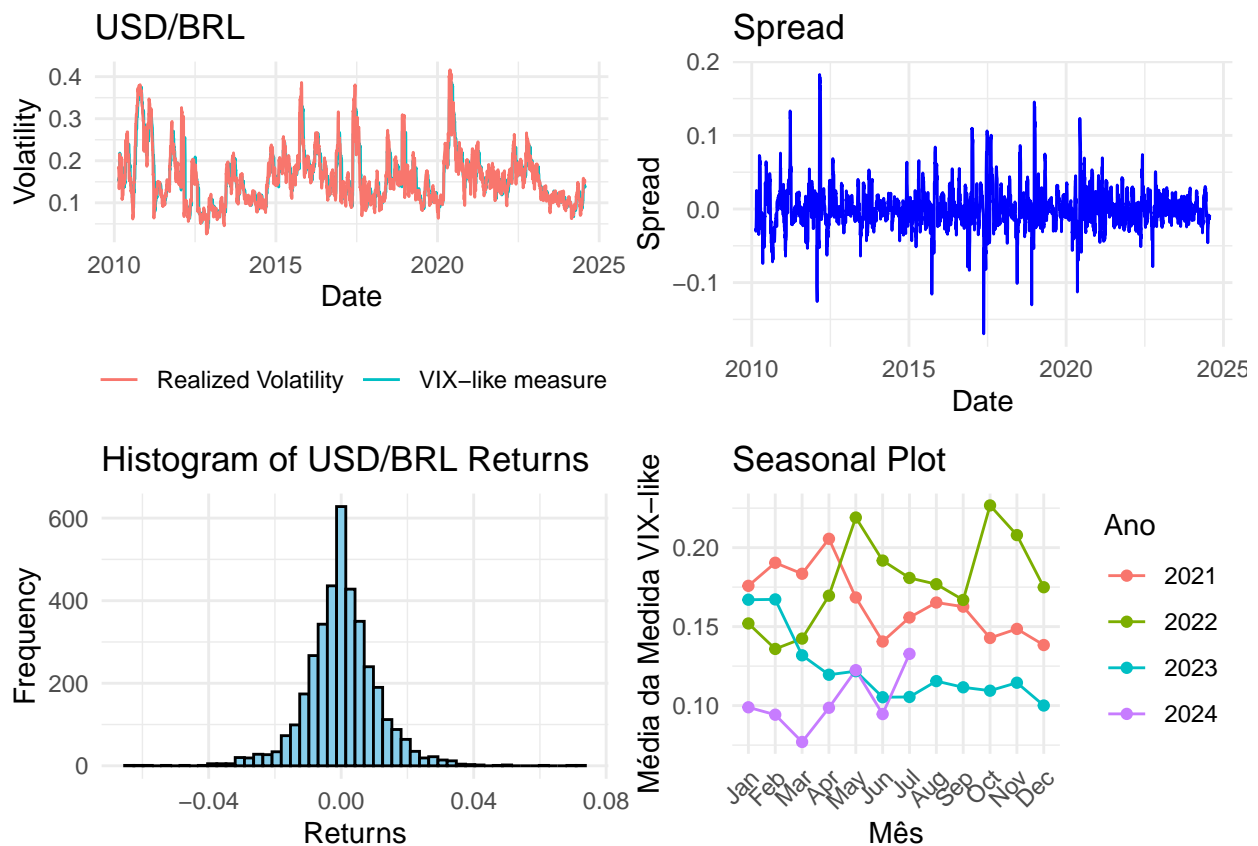 USD/BRL
Volatility
0.4
0.3
0.2
0.1
2010
2015
2020
2025
Date
Realized Volatility
VIX−like measure
Spread
Spread
0.2
0.1
0.0
−0.1
2010
2015
2020
2025
Date
Histogram of USD/BRL Returns
Frequency
600
400
200
0
−0.04
0.00
0.04
0.08
Returns
Seasonal Plot
Média da Medida VIX−like
0.20
0.15
0.10
Jan
Feb
Mar
Apr
May
Jun
Jul
Aug
Sep
Oct
Nov
Dec
Mês
Ano
2021
2022
2023
2024